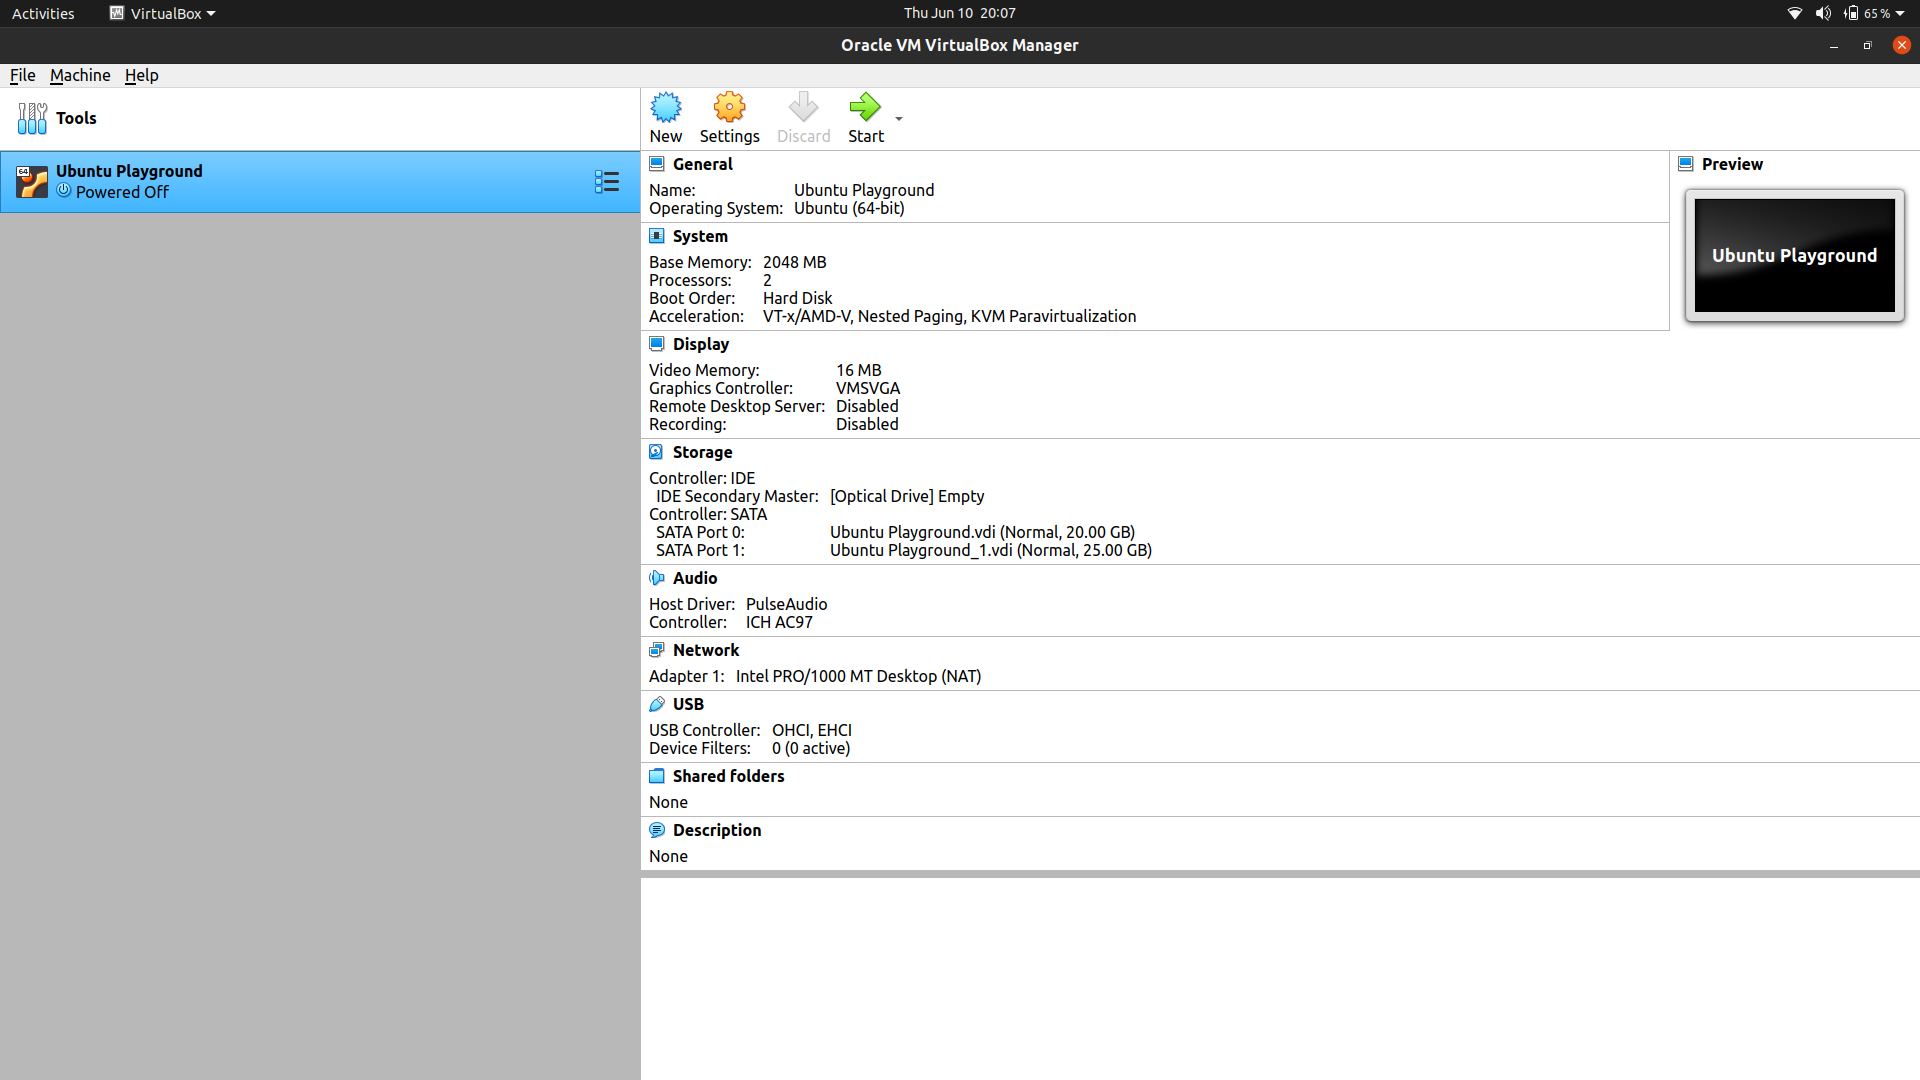 Activities VirtualBox Thu Jun 10 20:07 65 %
Oracle VM VirtualBox Manager
File Machine Help
Tools
New Settings Discard Start
64
Ubuntu Playground
Powered Off
General
Name: Ubuntu Playground
Operating System: Ubuntu (64-bit)
Preview
Ubuntu Playground
System
Base Memory: 2048 MB
Processors: 2
Boot Order: Hard Disk
Acceleration: VT-x/AMD-V, Nested Paging, KVM Paravirtualization
Display
Video Memory: 16 MB
Graphics Controller: VMSVGA
Remote Desktop Server: Disabled
Recording: Disabled
Storage
Controller: IDE
IDE Secondary Master: [Optical Drive] Empty
Controller: SATA
SATA Port 0: Ubuntu Playground.vdi (Normal, 20.00 GB)
SATA Port 1: Ubuntu Playground_1.vdi (Normal, 25.00 GB)
Audio
Host Driver: PulseAudio
Controller: ICH AC97
Network
Adapter 1: Intel PRO/1000 MT Desktop (NAT)
USB
USB Controller: OHCI, EHCI
Device Filters: 0 (0 active)
Shared folders
None
Description
None